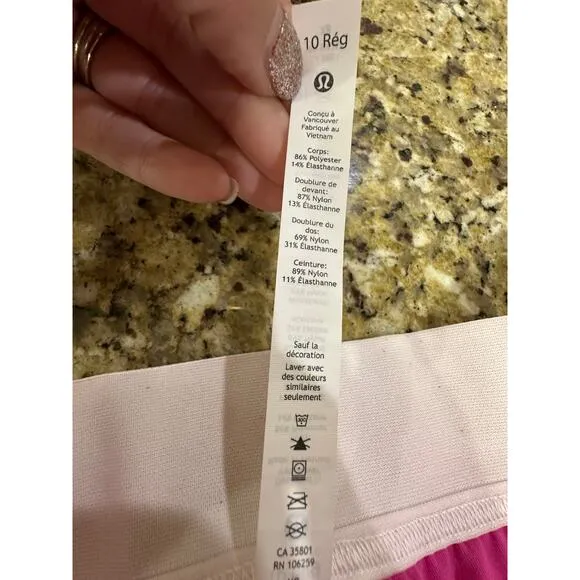 10 Rég
Conçu à
Vancouver
Fabriqué au
Vietnam
Corps:
86% Polyester
14% Élasthanne
Doublure de
devant:
87% Nylon
13% Élasthanne
Doublure du
dos:
69% Nylon
31% Élasthanne
Ceinture:
89% Nylon
11% Élasthanne
Sauf la
décoration
Laver avec
des couleurs
similaires
seulement
CA 35801
RN 106259